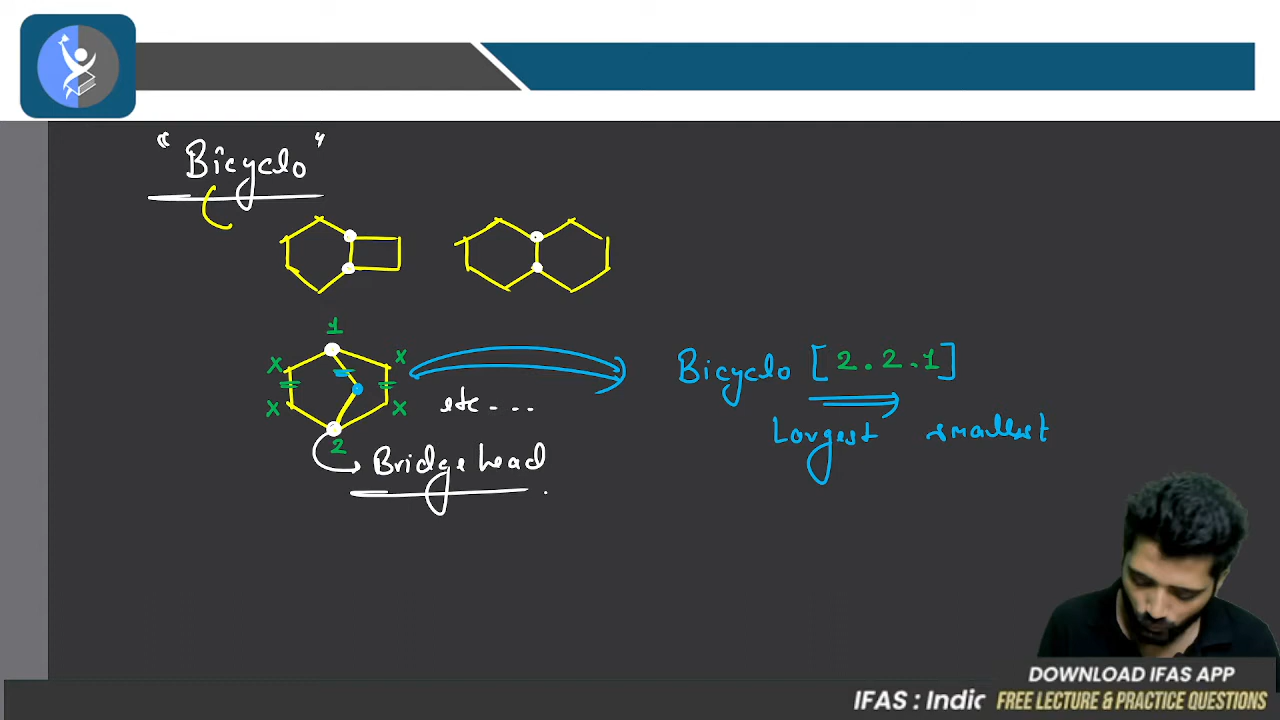 "Bicyclo"
1
X X
X X
2
etc...
Bridgehead
Bicyclo [2.2.1]
Largest smallest
DOWNLOAD IFAS APP
IFAS : Indic FREE LECTURE & PRACTICE QUESTIONS